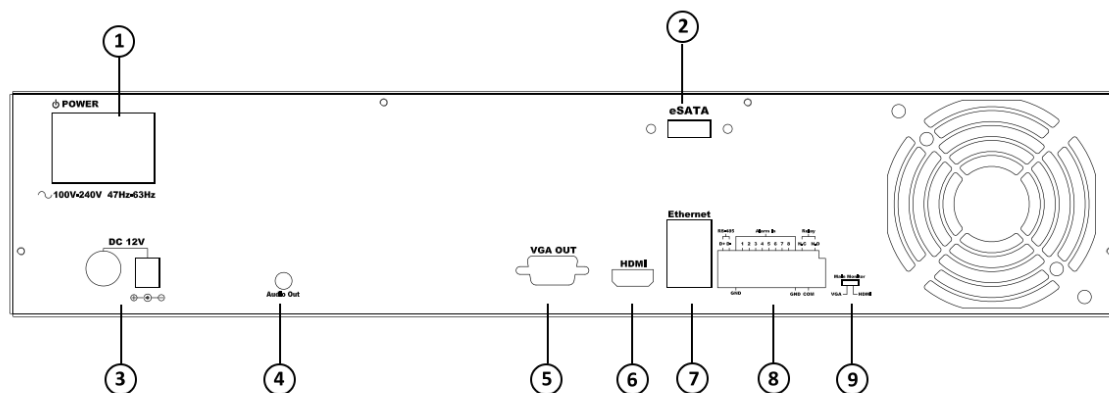 1
2
POWER
eSATA
100V-240V 47Hz-63Hz
Ethernet
RS-485 Alarm In Relay
D+ D- 1 2 3 4 5 6 7 8 N.C N.O
DC 12V
VGA OUT
HDMI
Main Monitor
VGA HDMI
Audio Out
GND GND COM
3
4
5
6
7
8
9